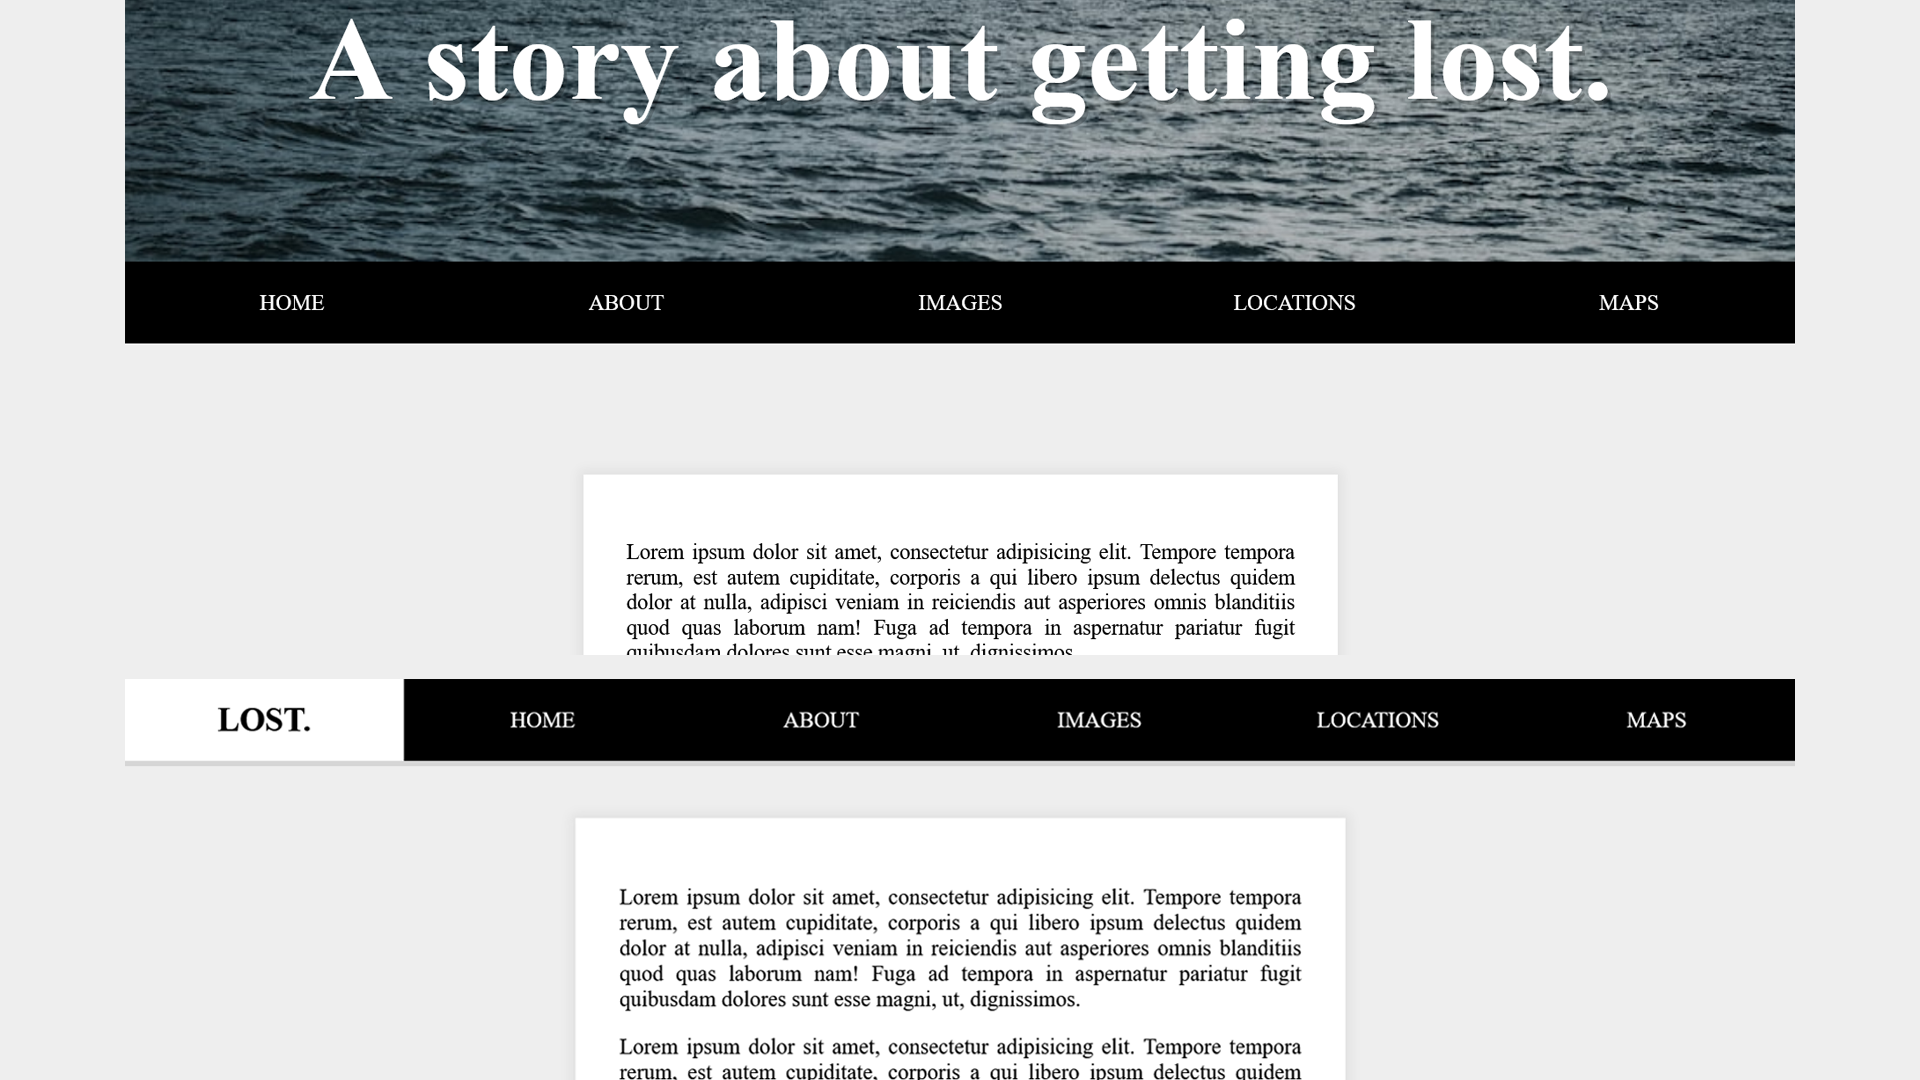 A story about getting lost.
HOME ABOUT IMAGES LOCATIONS MAPS
Lorem ipsum dolor sit amet, consectetur adipisicing elit. Tempore tempora
rerum, est autem cupiditate, corporis a qui libero ipsum delectus quidem
dolor at nulla, adipisci veniam in reiciendis aut asperiores omnis blanditiis
quod quas laborum nam! Fuga ad tempora in aspernatur pariatur fugit
quibusdam dolores sunt esse magni, ut, dignissimos.
LOST. HOME ABOUT IMAGES LOCATIONS MAPS
Lorem ipsum dolor sit amet, consectetur adipisicing elit. Tempore tempora
rerum, est autem cupiditate, corporis a qui libero ipsum delectus quidem
dolor at nulla, adipisci veniam in reiciendis aut asperiores omnis blanditiis
quod quas laborum nam! Fuga ad tempora in aspernatur pariatur fugit
quibusdam dolores sunt esse magni, ut, dignissimos.
Lorem ipsum dolor sit amet, consectetur adipisicing elit. Tempore tempora
rerum, est autem cupiditate, corporis a qui libero ipsum delectus quidem